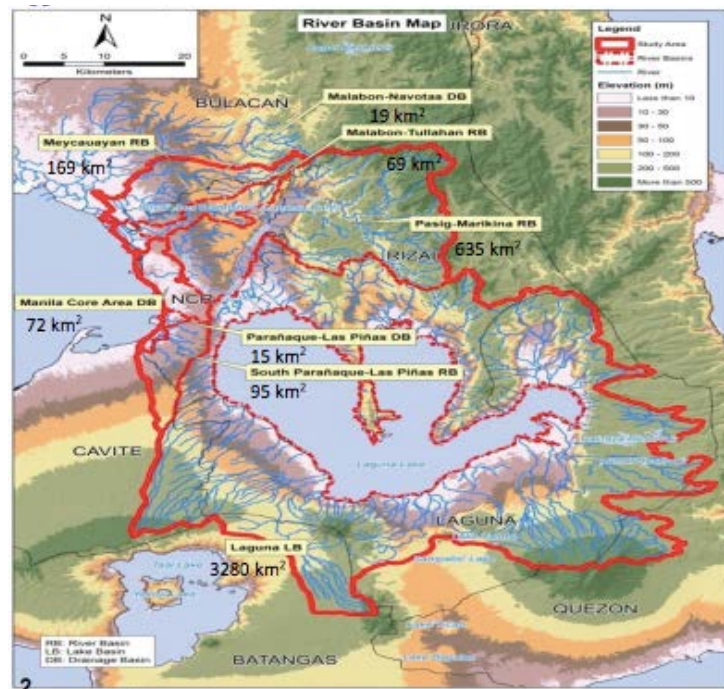 River Basin Map
N
0 5 10 20
Kilometers
Legend
Study Area
River Basins
River
Elevation (m)
Less than 10
10 - 30
30 - 50
50 - 100
100 - 200
200 - 500
More than 500
BULACAN
Malabon-Navotas DB
19 km²
Malabon-Tullahan RB
69 km²
Meycauayan RB
169 km²
Pasig-Marikina RB
635 km²
RIZAL
NCR
Manila Core Area DB
72 km²
Parañaque-Las Piñas DB
15 km²
South Parañaque-Las Piñas RB
95 km²
CAVITE
Laguna Lake
LAGUNA
Laguna LB
3280 km²
Taal Lake
QUEZON
RB: River Basin
LB: Lake Basin
DB: Drainage Basin
BATANGAS
2